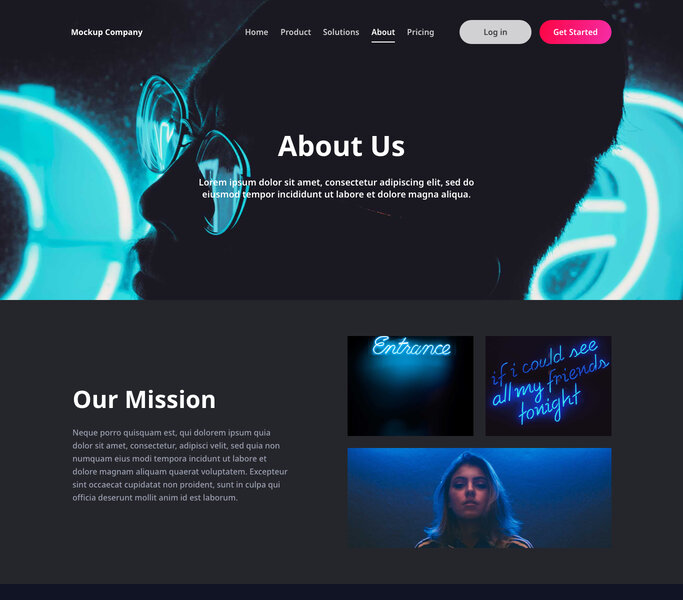 Mockup Company
Home Product Solutions About Pricing Log in Get Started
About Us
Lorem ipsum dolor sit amet, consectetur adipiscing elit, sed do
eiusmod tempor incididunt ut labore et dolore magna aliqua.
Our Mission
Neque porro quisquam est, qui dolorem ipsum quia
dolor sit amet, consectetur, adipisci velit, sed quia non
numquam eius modi tempora incidunt ut labore et
dolore magnam aliquam quaerat voluptatem. Excepteur
sint occaecat cupidatat non proident, sunt in culpa qui
officia deserunt mollit anim id est laborum.
Entrance
if i could see
all my friends
tonight